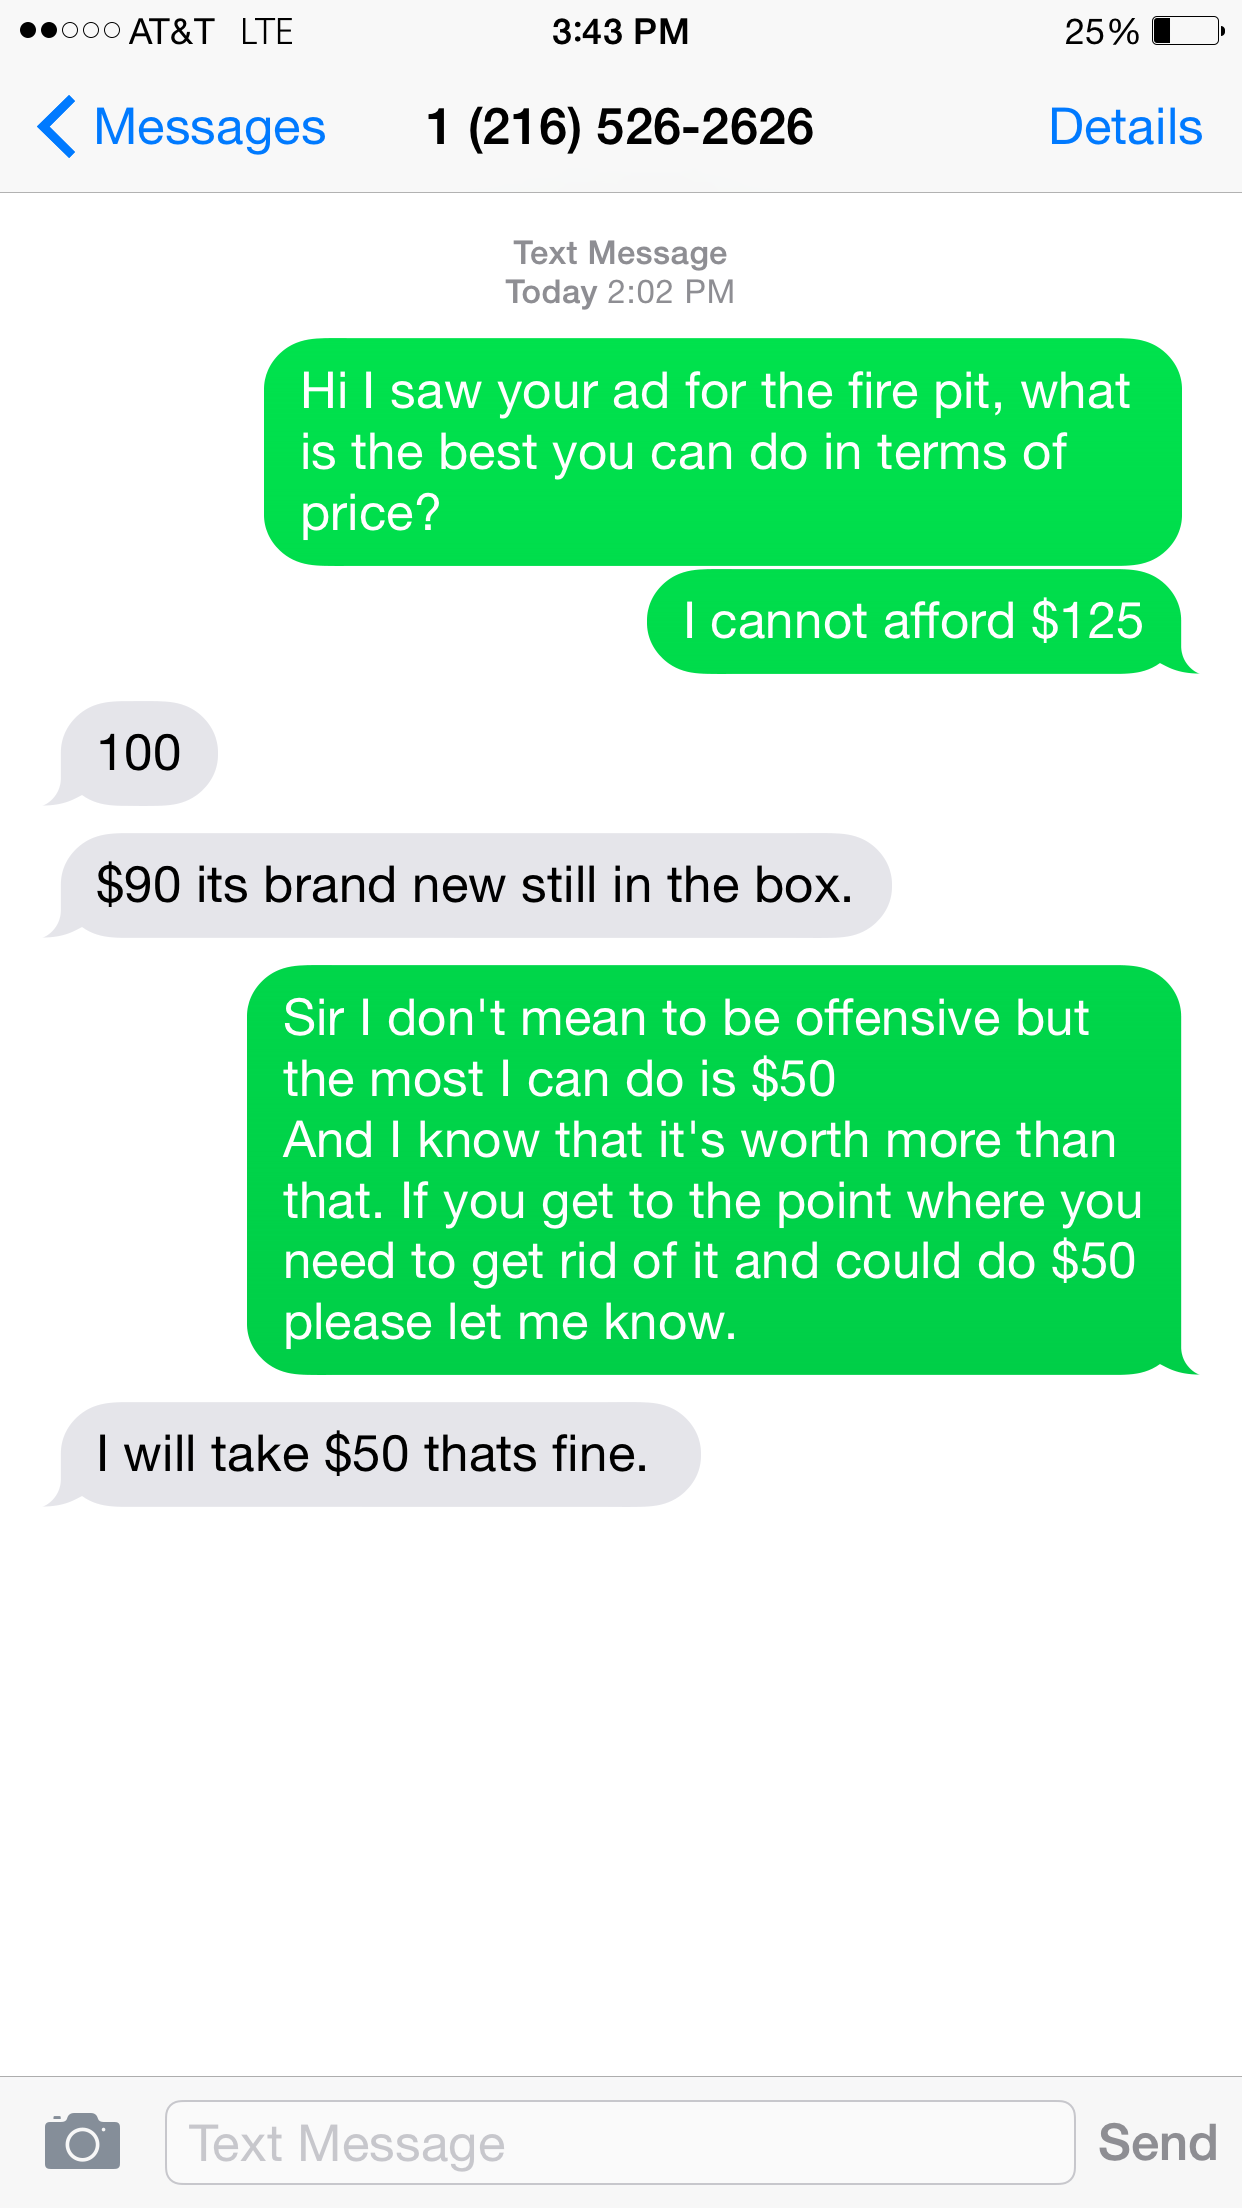 AT&T LTE 3:43 PM 25%
Messages 1 (216) 526-2626 Details
Text Message
Today 2:02 PM
Hi I saw your ad for the fire pit, what
is the best you can do in terms of
price?
I cannot afford $125
100
$90 its brand new still in the box.
Sir I don't mean to be offensive but
the most I can do is $50
And I know that it's worth more than
that. If you get to the point where you
need to get rid of it and could do $50
please let me know.
I will take $50 thats fine.
Text Message Send